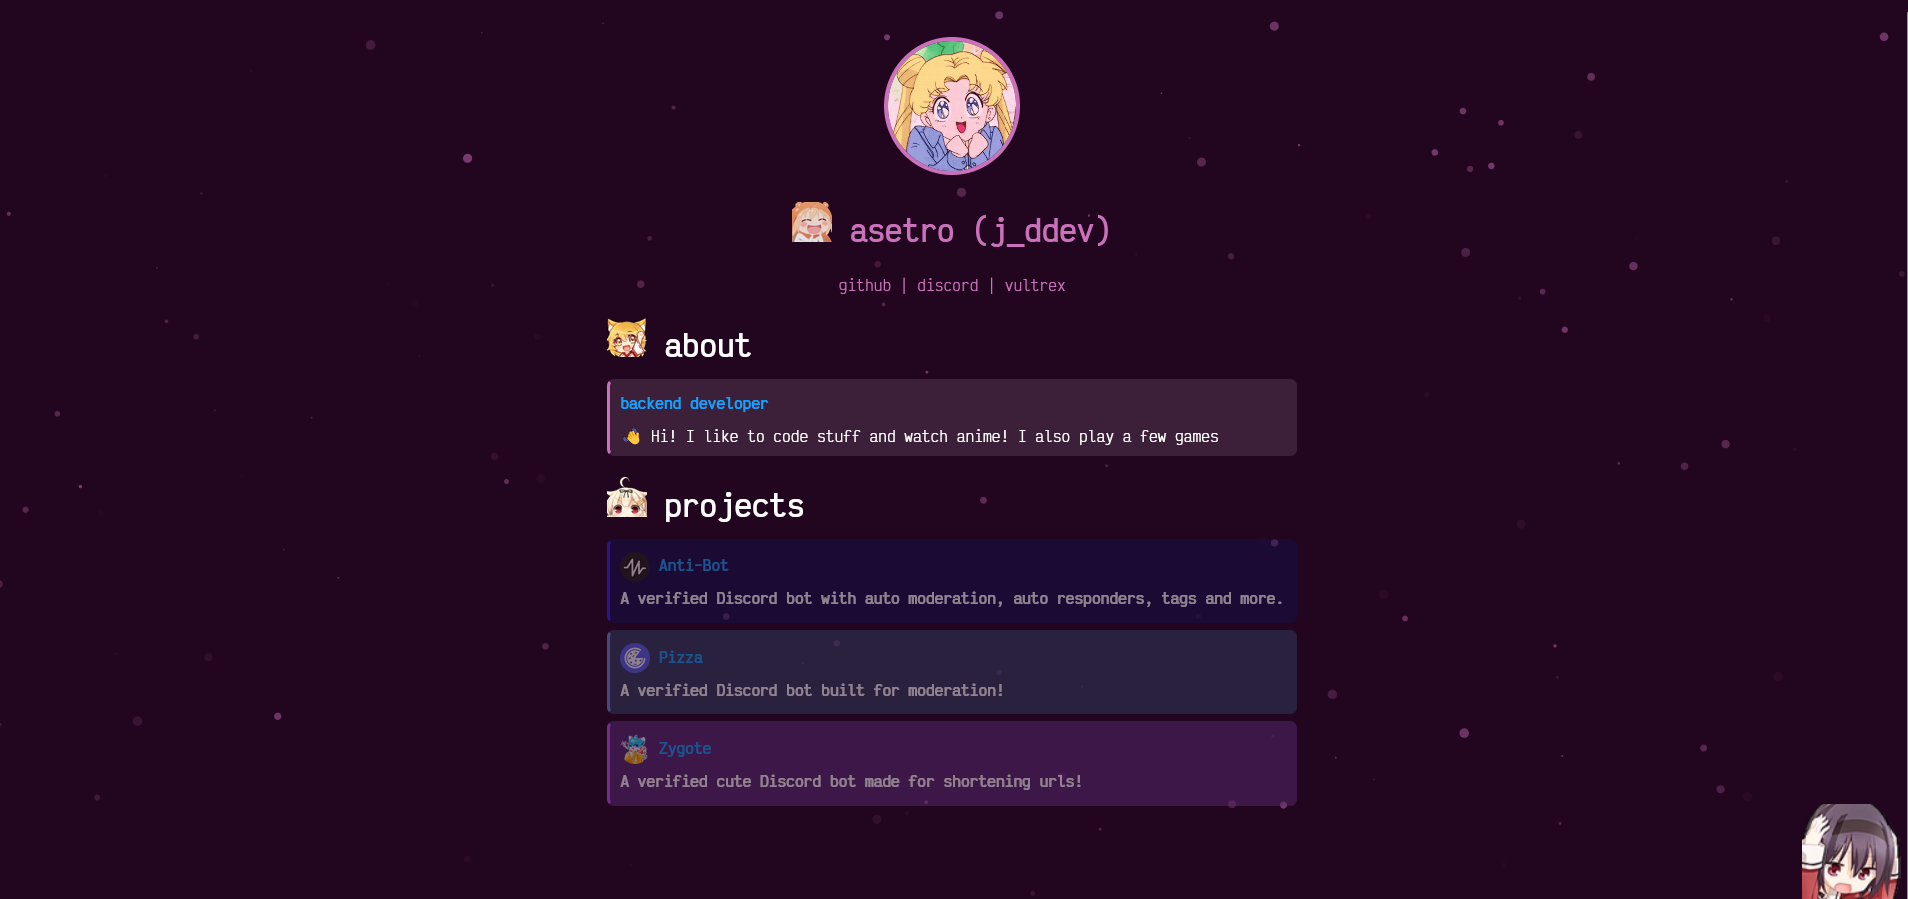 asetro (j_ddev)
github | discord | vultrex
about
backend developer
👋 Hi! I like to code stuff and watch anime! I also play a few games
projects
Anti-Bot
A verified Discord bot with auto moderation, auto responders, tags and more.
Pizza
A verified Discord bot built for moderation!
Zygote
A verified cute Discord bot made for shortening urls!